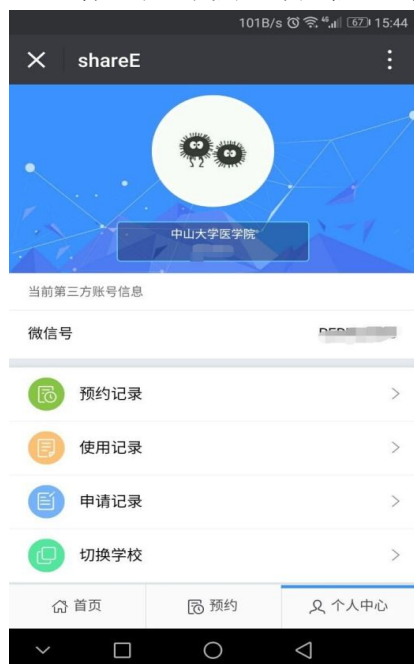 101B/s 46 67 15:44
shareE
中山大学医学院
当前第三方账号信息
微信号
预约记录
使用记录
申请记录
切换学校
首页 预约 个人中心